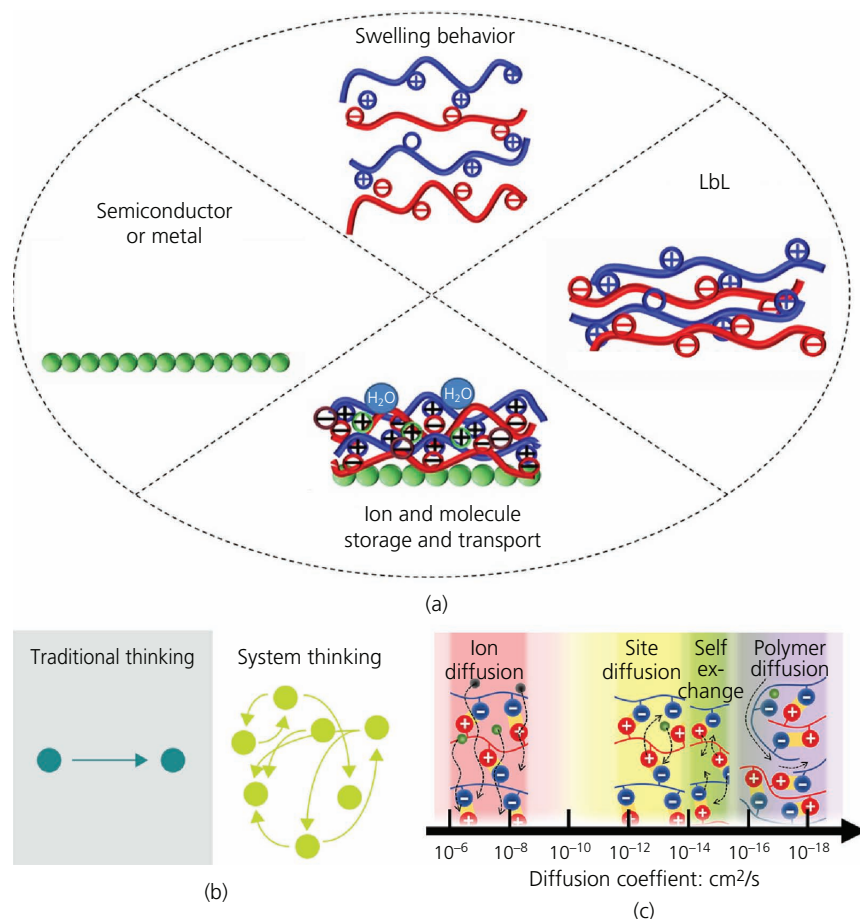 Swelling behavior
LbL
Semiconductor
or metal
H₂O H₂O
Ion and molecule
storage and transport
(a)
Traditional thinking
System thinking
(b)
Ion
diffusion
Site
diffusion
Self
ex-
change
Polymer
diffusion
10⁻⁶ 10⁻⁸ 10⁻¹⁰ 10⁻¹² 10⁻¹⁴ 10⁻¹⁶ 10⁻¹⁸
Diffusion coeffient: cm²/s
(c)